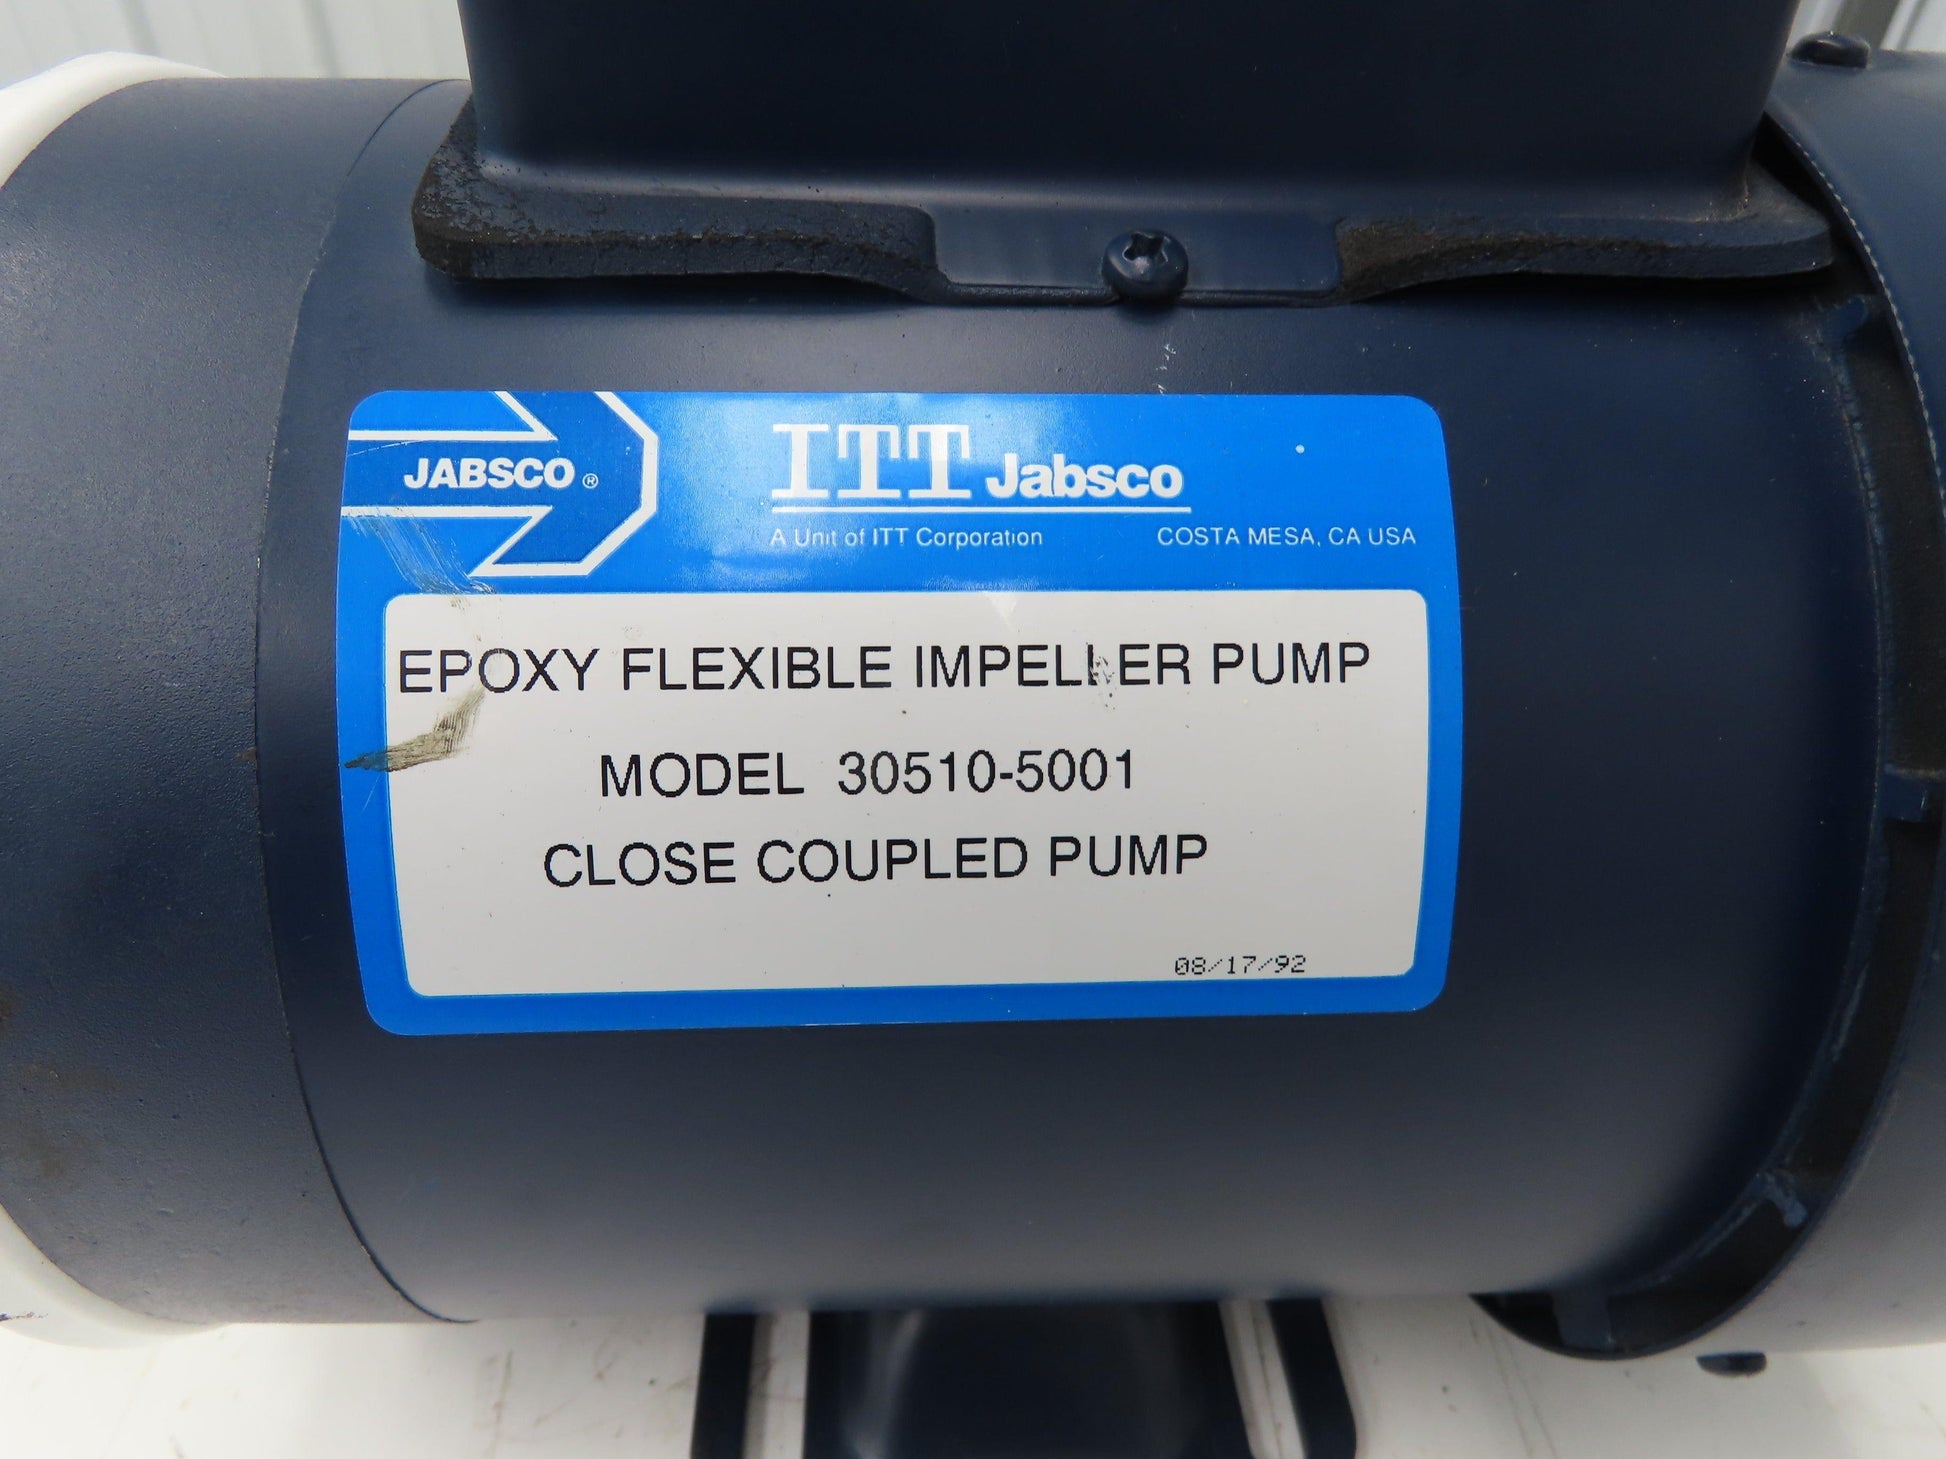 JABSCO®
ITT Jabsco
A Unit of ITT Corporation COSTA MESA, CA USA
EPOXY FLEXIBLE IMPELLER PUMP
MODEL 30510-5001
CLOSE COUPLED PUMP
08/17/92